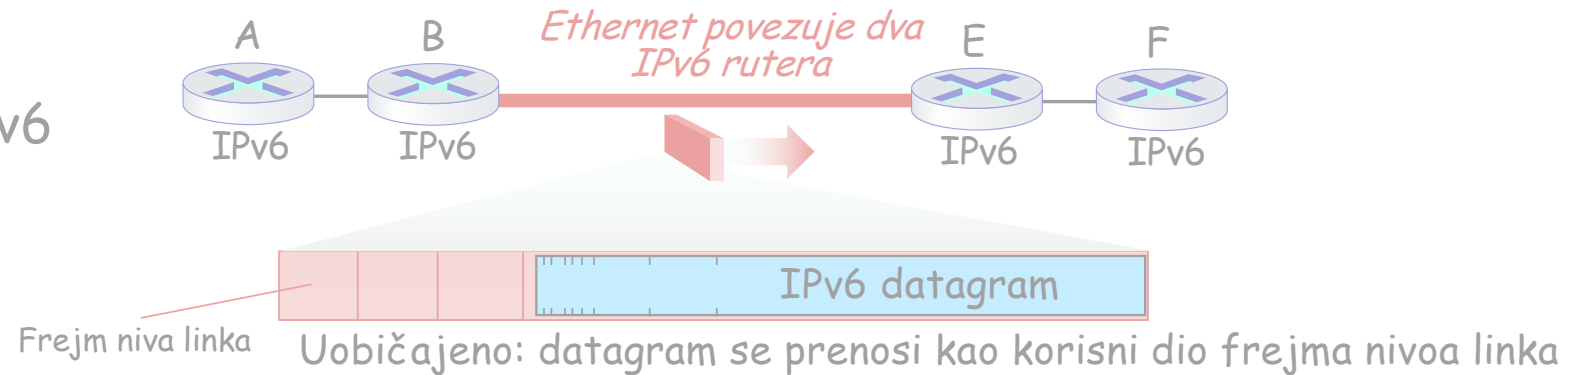 A
B
Ethernet povezuje dva
IPv6 rutera
E
F
v6
IPv6
IPv6
IPv6
IPv6
IPv6 datagram
Frejm niva linka
Uobičajeno: datagram se prenosi kao korisni dio frejma nivoa linka